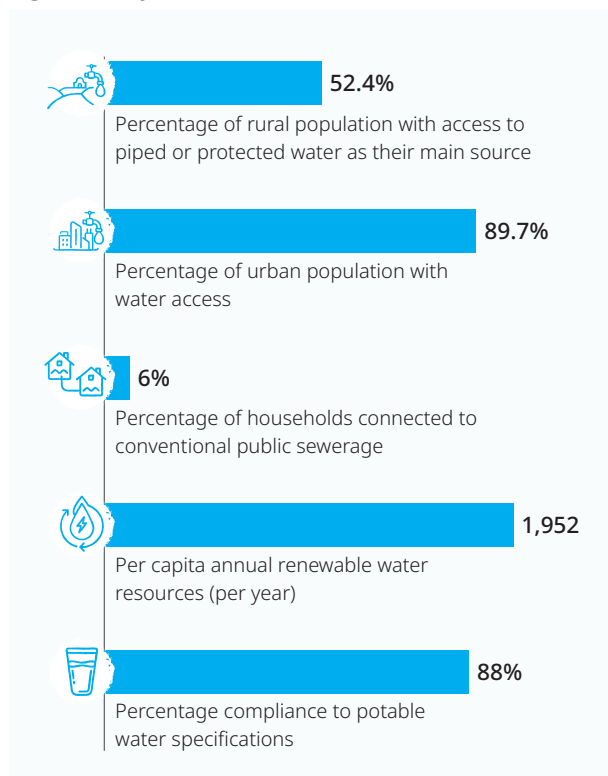 52.4%
Percentage of rural population with access to
piped or protected water as their main source
89.7%
Percentage of urban population with
water access
6%
Percentage of households connected to
conventional public sewerage
1,952
Per capita annual renewable water
resources (per year)
88%
Percentage compliance to potable
water specifications